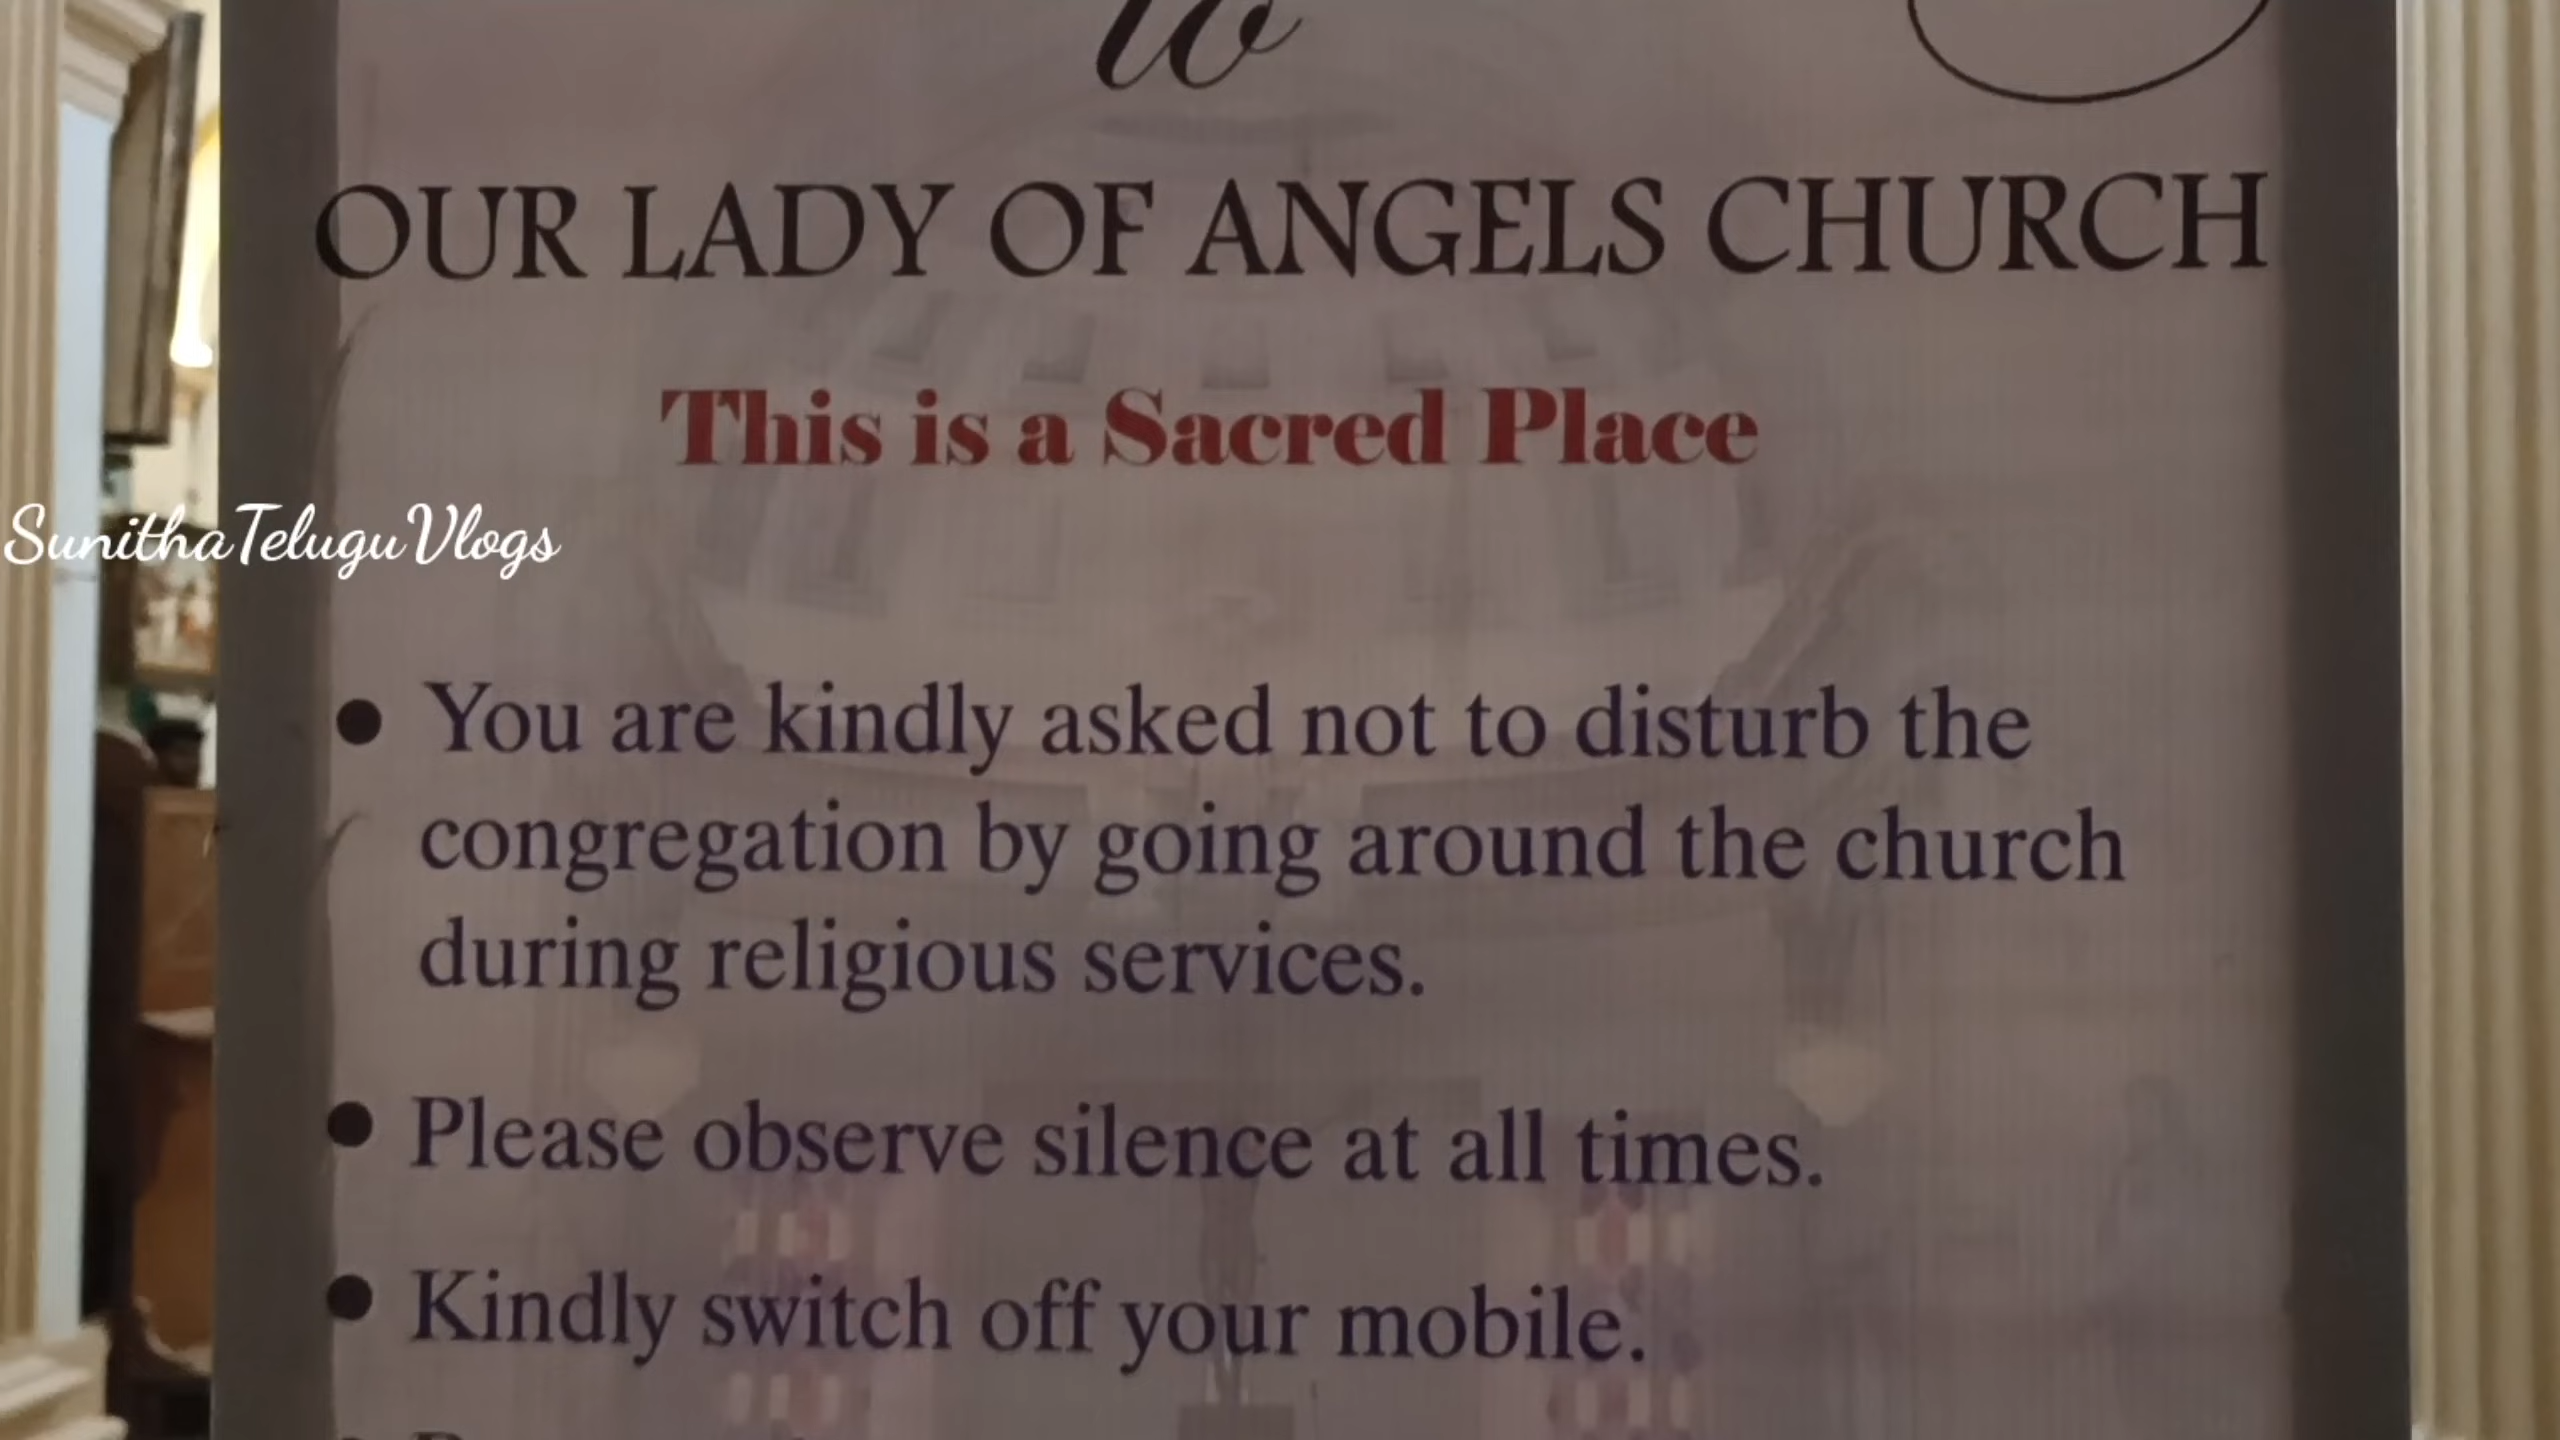 to
OUR LADY OF ANGELS CHURCH
This is a Sacred Place
SunithaTeluguVlogs
• You are kindly asked not to disturb the
congregation by going around the church
during religious services.
• Please observe silence at all times.
• Kindly switch off your mobile.